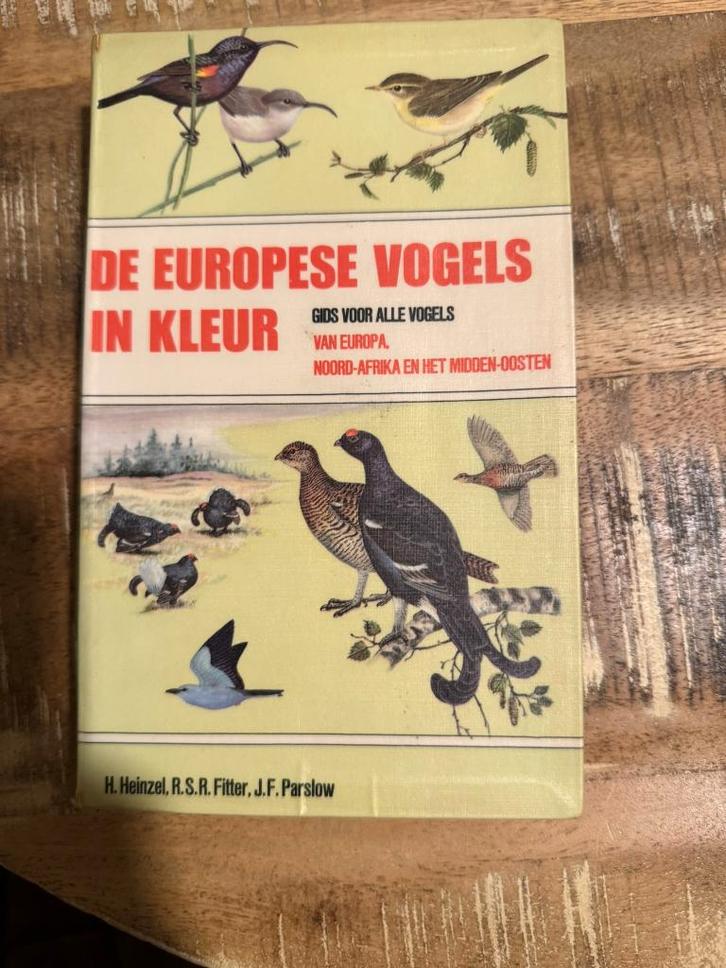 DE EUROPESE VOGELS
IN KLEUR
GIDS VOOR ALLE VOGELS
VAN EUROPA,
NOORD-AFRIKA EN HET MIDDEN-OOSTEN
H. Heinzel, R.S.R. Fitter, J.F. Parslow